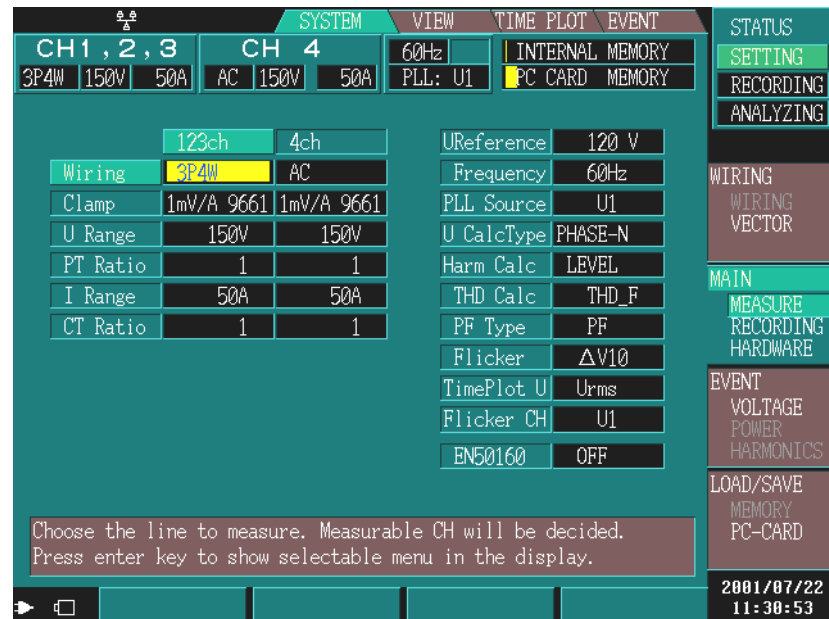 SYSTEM VIEW TIME PLOT EVENT
CH1,2,3 CH 4 60Hz INTERNAL MEMORY
3P4W 150V 50A AC 150V 50A PLL: U1 PC CARD MEMORY
STATUS
SETTING
RECORDING
ANALYZING
123ch 4ch
Wiring 3P4W AC
Clamp 1mV/A 9661 1mV/A 9661
U Range 150V 150V
PT Ratio 1 1
I Range 50A 50A
CT Ratio 1 1
UReference 120 V
Frequency 60Hz
PLL Source U1
U CalcType PHASE-N
Harm Calc LEVEL
THD Calc THD_F
PF Type PF
Flicker ΔV10
TimePlot U Urms
Flicker CH U1
EN50160 OFF
WIRING
WIRING
VECTOR
MAIN
MEASURE
RECORDING
HARDWARE
EVENT
VOLTAGE
POWER
HARMONICS
LOAD/SAVE
MEMORY
PC-CARD
Choose the line to measure. Measurable CH will be decided.
Press enter key to show selectable menu in the display.
2001/07/22
11:30:53